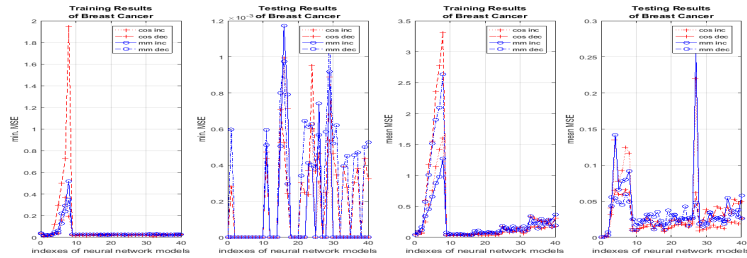 Training Results
of Breast Cancer
min. MSE
2
1.8
1.6
1.4
1.2
1
0.8
0.6
0.4
0.2
0
0 10 20 30 40
indexes of neural network models
cos inc
cos dec
mm inc
mm dec
Testing Results
of Breast Cancer
min. MSE
1.2
1
0.8
0.6
0.4
0.2
0
0 10 20 30 40
indexes of neural network models
cos inc
cos dec
mm inc
mm dec
Training Results
of Breast Cancer
mean MSE
3.5
3
2.5
2
1.5
1
0.5
0
0 10 20 30 40
indexes of neural network models
cos inc
cos dec
mm inc
mm dec
Testing Results
of Breast Cancer
mean MSE
0.3
0.25
0.2
0.15
0.1
0.05
0
0 10 20 30 40
indexes of neural network models
cos inc
cos dec
mm inc
mm dec